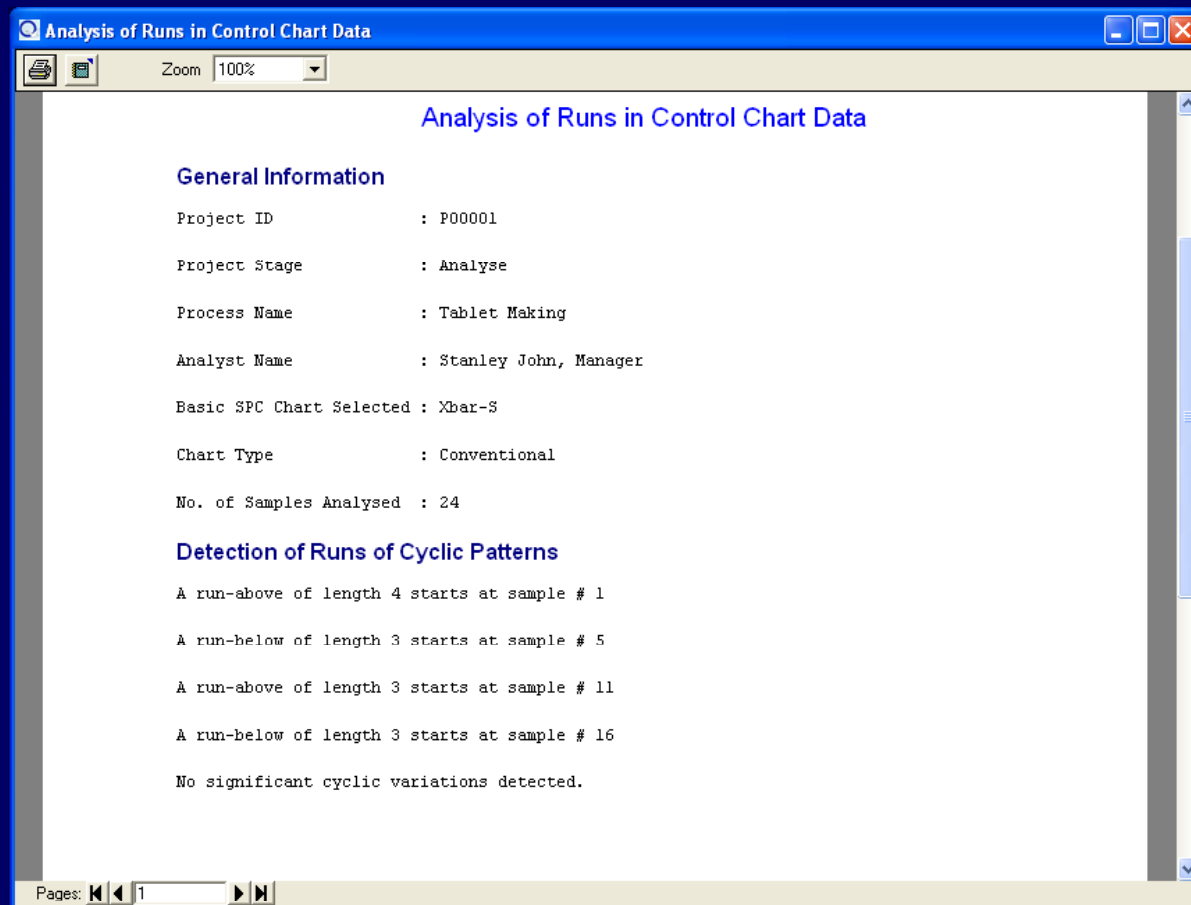 Analysis of Runs in Control Chart Data
Zoom 100%
Analysis of Runs in Control Chart Data
General Information
Project ID : P00001
Project Stage : Analyse
Process Name : Tablet Making
Analyst Name : Stanley John, Manager
Basic SPC Chart Selected : Xbar-S
Chart Type : Conventional
No. of Samples Analysed : 24
Detection of Runs of Cyclic Patterns
A run-above of length 4 starts at sample # 1
A run-below of length 3 starts at sample # 5
A run-above of length 3 starts at sample # 11
A run-below of length 3 starts at sample # 16
No significant cyclic variations detected.
Pages: 1